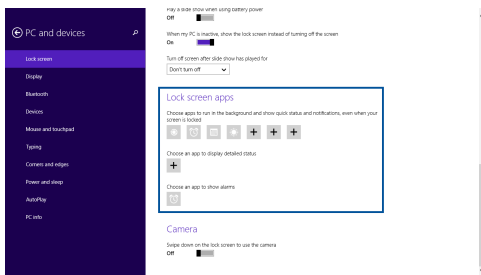 Play a slide show when using battery power
Off
PC and devices
When my PC is inactive, show the lock screen instead of turning off the screen
On
Lock screen
Turn off screen after slide show has played for
Don't turn off
Display
Bluetooth
Devices
Mouse and touchpad
Typing
Corners and edges
Power and sleep
AutoPlay
PC info
Lock screen apps
Choose apps to run in the background and show quick status and notifications, even when your
screen is locked
Choose an app to display detailed status
Choose an app to show alarms
Camera
Swipe down on the lock screen to use the camera
Off